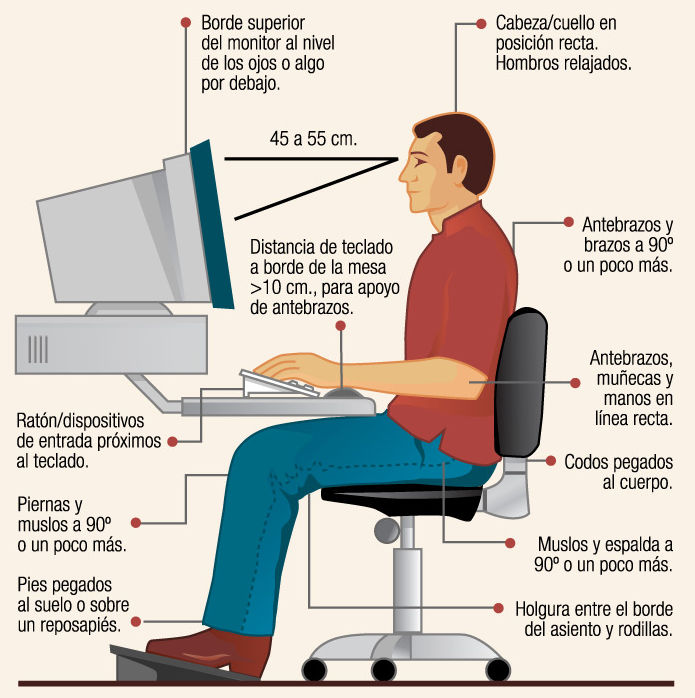 Borde superior
del monitor al nivel
de los ojos o algo
por debajo.
Cabeza/cuello en
posición recta.
Hombros relajados.
45 a 55 cm.
Distancia de teclado
a borde de la mesa
>10 cm., para apoyo
de antebrazos.
Antebrazos y
brazos a 90º
o un poco más.
Antebrazos,
muñecas y
manos en
línea recta.
Ratón/dispositivos
de entrada próximos
al teclado.
Codos pegados
al cuerpo.
Piernas y
muslos a 90º
o un poco más.
Muslos y espalda a
90º o un poco más.
Pies pegados
al suelo o sobre
un reposapiés.
Holgura entre el borde
del asiento y rodillas.